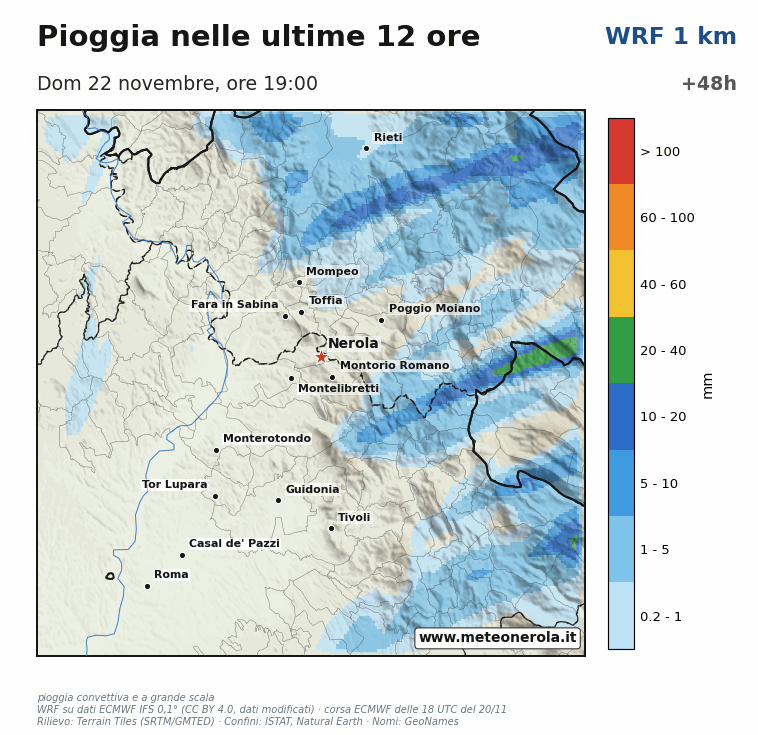 Pioggia nelle ultime 12 ore
WRF 1 km
Dom 22 novembre, ore 19:00
+48h
Rieti
Mompeo
Fara in Sabina
Toffia
Poggio Moiano
Nerola
Montorio Romano
Montelibretti
Monterotondo
Tor Lupara
Guidonia
Tivoli
Casal de' Pazzi
Roma
www.meteonerola.it
> 100
60 - 100
40 - 60
20 - 40
10 - 20
5 - 10
1 - 5
0.2 - 1
mm
pioggia convettiva e a grande scala
WRF su dati ECMWF IFS 0,1° (CC BY 4.0, dati modificati) · corsa ECMWF delle 18 UTC del 20/11
Rilievo: Terrain Tiles (SRTM/GMTED) · Confini: ISTAT, Natural Earth · Nomi: GeoNames